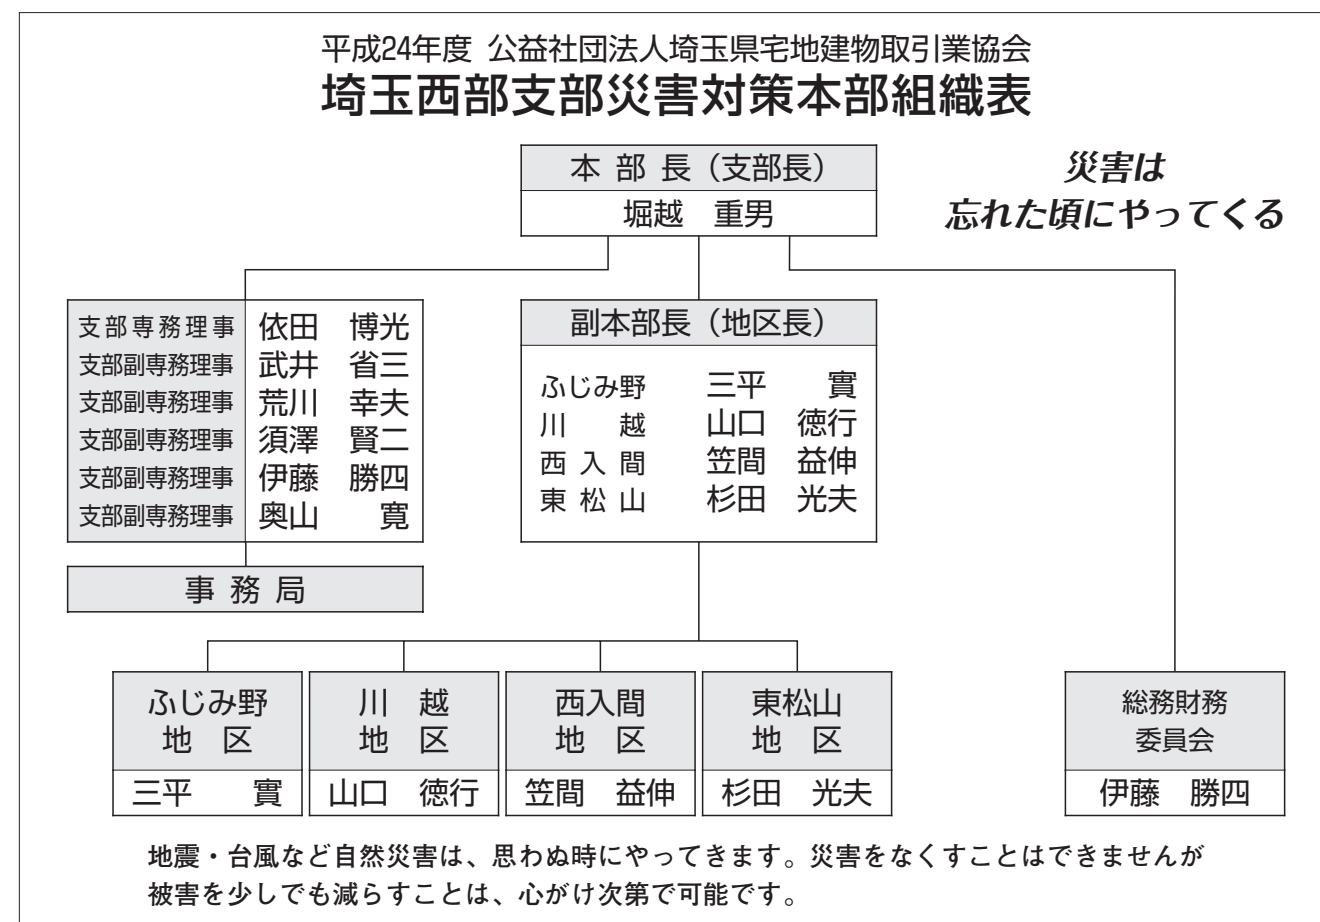 平成24年度 公益社団法人埼玉県宅地建物取引業協会
埼玉西部支部災害対策本部組織表
災害は
忘れた頃にやってくる
本部長（支部長）
堀越　重男
支部専務理事 依田　博光
支部副専務理事 武井　省三
支部副専務理事 荒川　幸夫
支部副専務理事 須澤　賢二
支部副専務理事 伊藤　勝四
支部副専務理事 奥山　寛
事務局
副本部長（地区長）
ふじみ野 三平　實
川越 山口　徳行
西入間 笠間　益伸
東松山 杉田　光夫
ふじみ野
地区
三平　實
川越
地区
山口　徳行
西入間
地区
笠間　益伸
東松山
地区
杉田　光夫
総務財務
委員会
伊藤　勝四
地震・台風など自然災害は、思わぬ時にやってきます。災害をなくすことはできませんが
被害を少しでも減らすことは、心がけ次第で可能です。